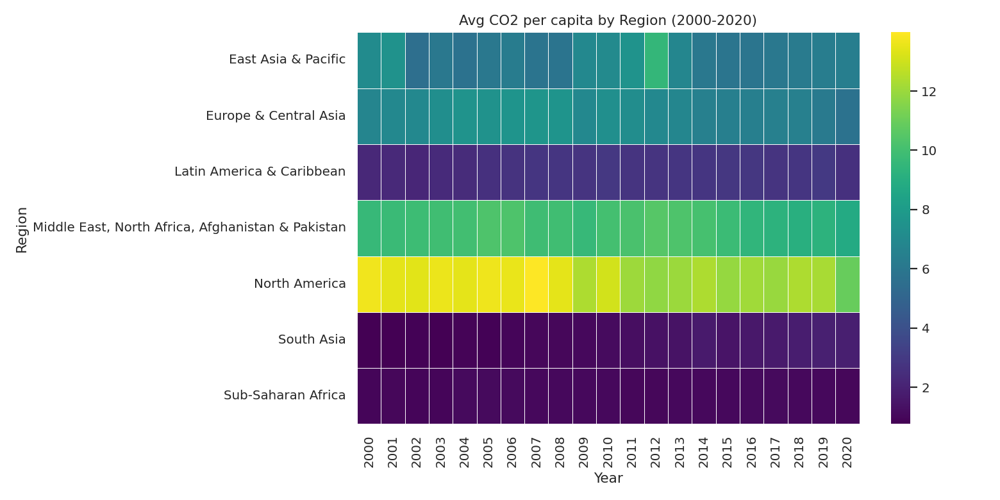 Avg CO2 per capita by Region (2000-2020)
Region
East Asia & Pacific
Europe & Central Asia
Latin America & Caribbean
Middle East, North Africa, Afghanistan & Pakistan
North America
South Asia
Sub-Saharan Africa
12
10
8
6
4
2
2000 2001 2002 2003 2004 2005 2006 2007 2008 2009 2010 2011 2012 2013 2014 2015 2016 2017 2018 2019 2020
Year